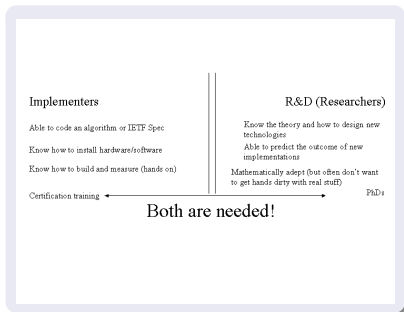 Implementers
Able to code an algorithm or IETF Spec
Know how to install hardware/software
Know how to build and measure (hands on)
Certification training
R&D (Researchers)
Know the theory and how to design new
technologies
Able to predict the outcome of new
implementations
Mathematically adept (but often don't want
to get hands dirty with real stuff)
PhDs
Both are needed!